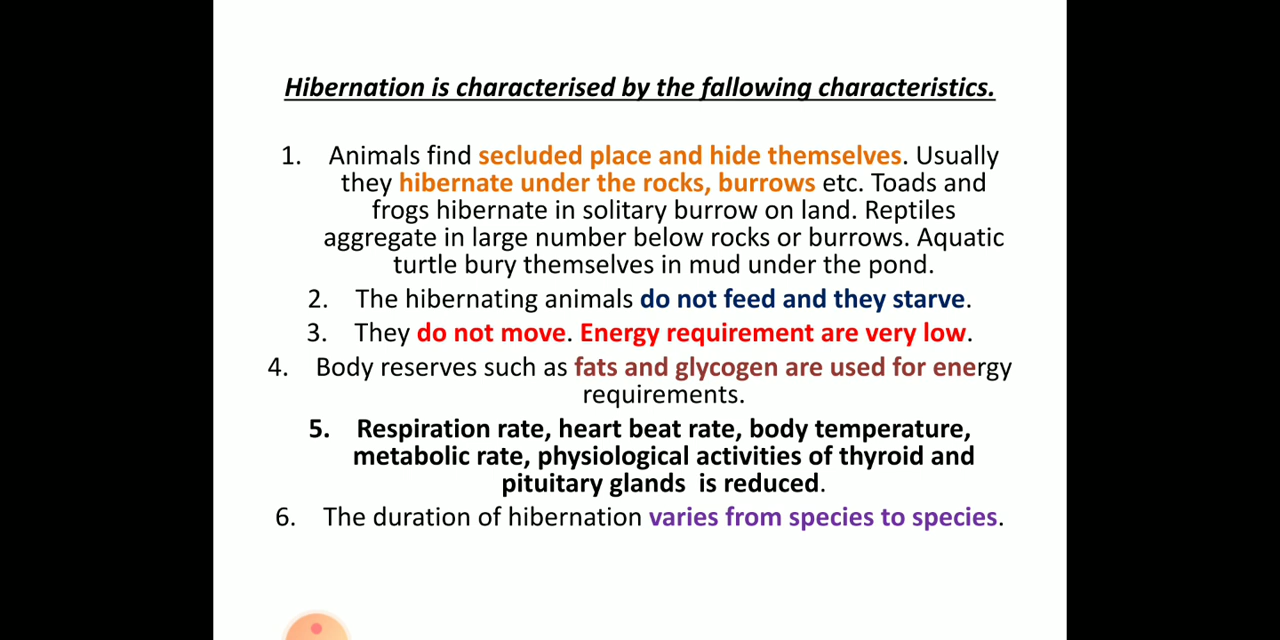 Hibernation is characterised by the fallowing characteristics.
1. Animals find secluded place and hide themselves. Usually
they hibernate under the rocks, burrows etc. Toads and
frogs hibernate in solitary burrow on land. Reptiles
aggregate in large number below rocks or burrows. Aquatic
turtle bury themselves in mud under the pond.
2. The hibernating animals do not feed and they starve.
3. They do not move. Energy requirement are very low.
4. Body reserves such as fats and glycogen are used for energy
requirements.
5. Respiration rate, heart beat rate, body temperature,
metabolic rate, physiological activities of thyroid and
pituitary glands is reduced.
6. The duration of hibernation varies from species to species.